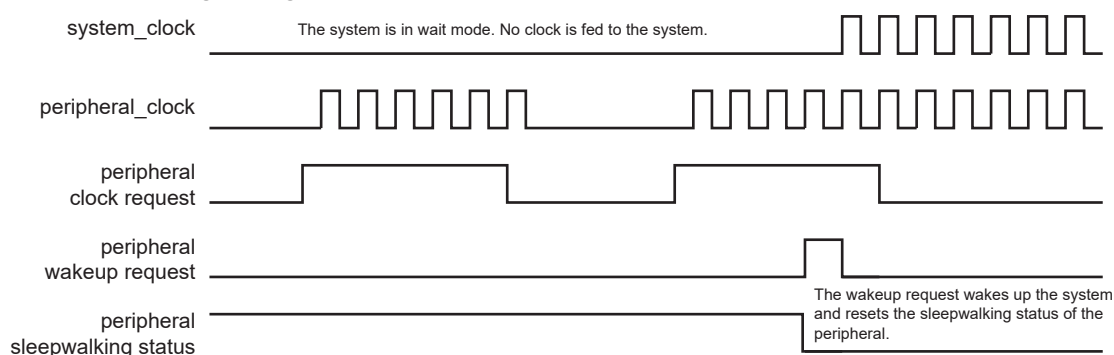 system_clock
The system is in wait mode. No clock is fed to the system.
peripheral_clock
peripheral
clock request
peripheral
wakeup request
The wakeup request wakes up the system
and resets the sleepwalking status of the
peripheral.
peripheral
sleepwalking status